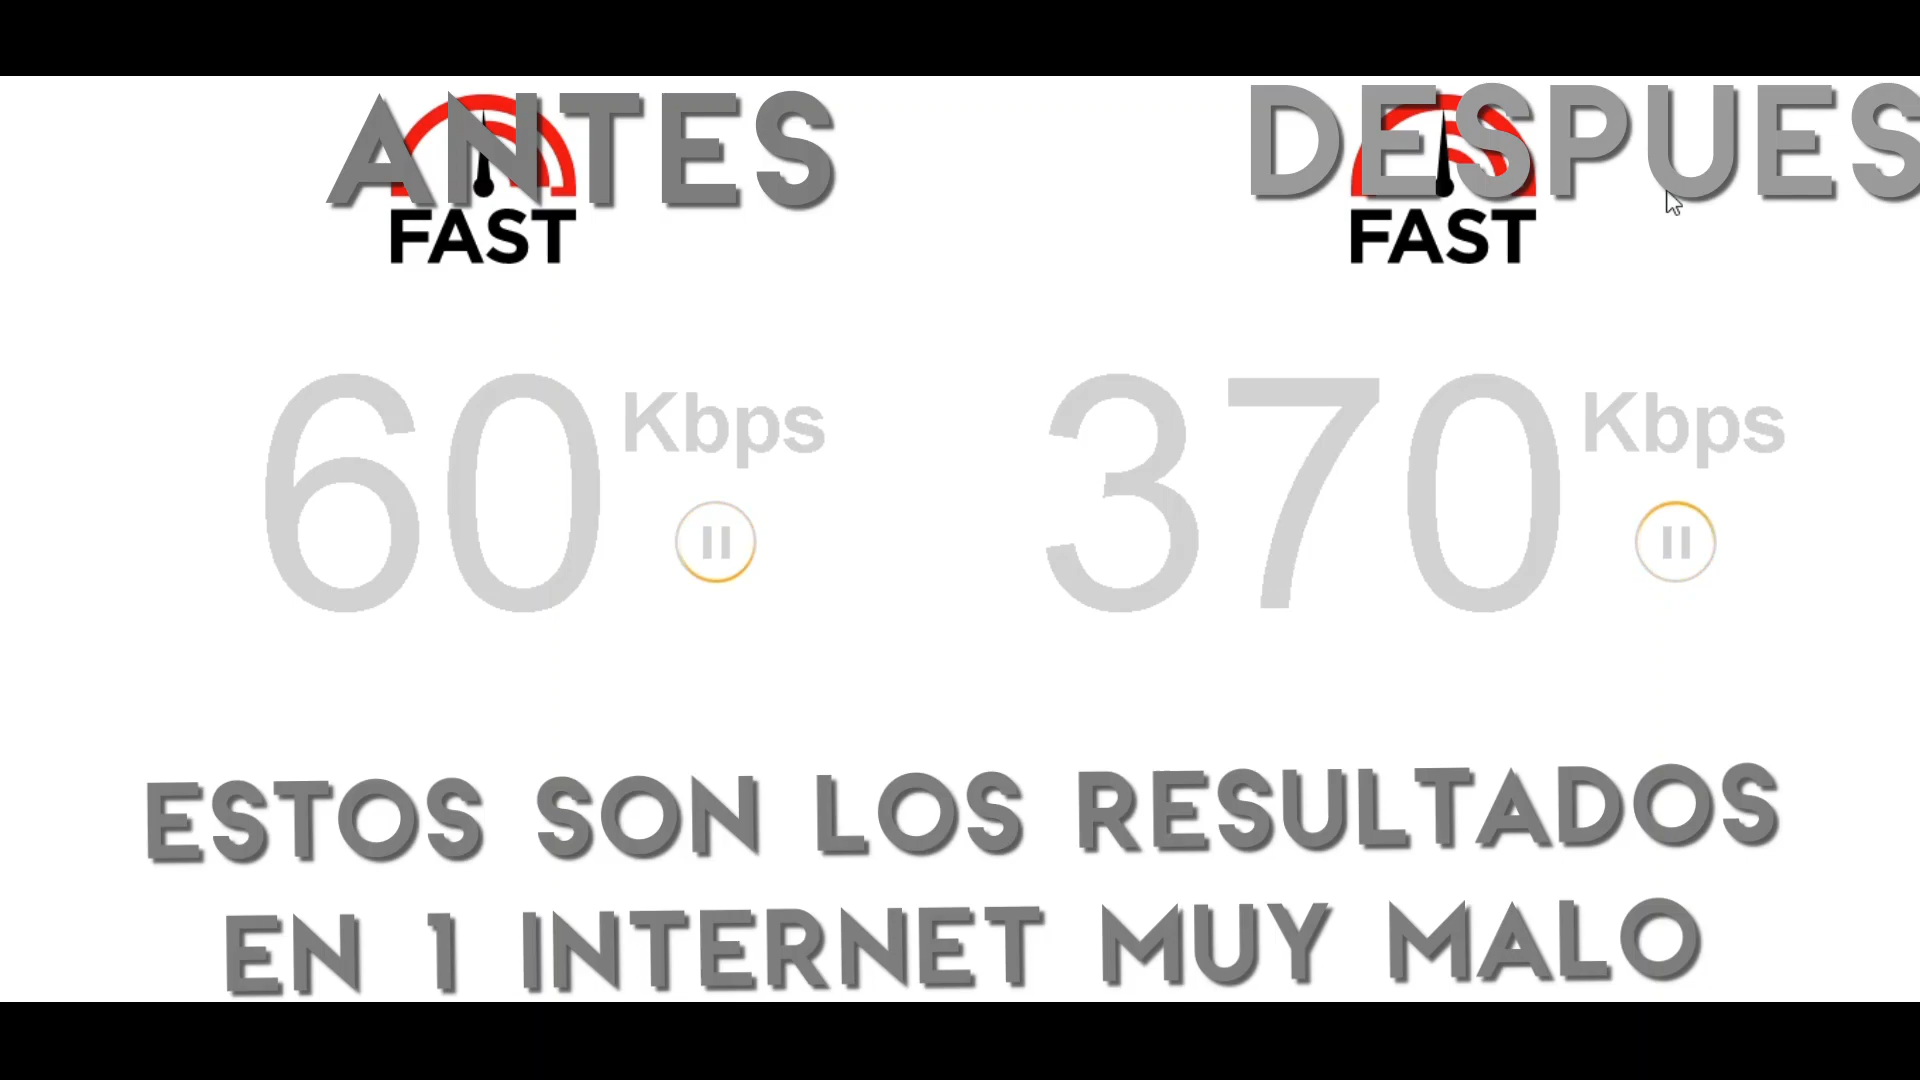 ANTES
DESPUES
FAST
FAST
60 Kbps
370 Kbps
ESTOS SON LOS RESULTADOS
EN 1 INTERNET MUY MALO